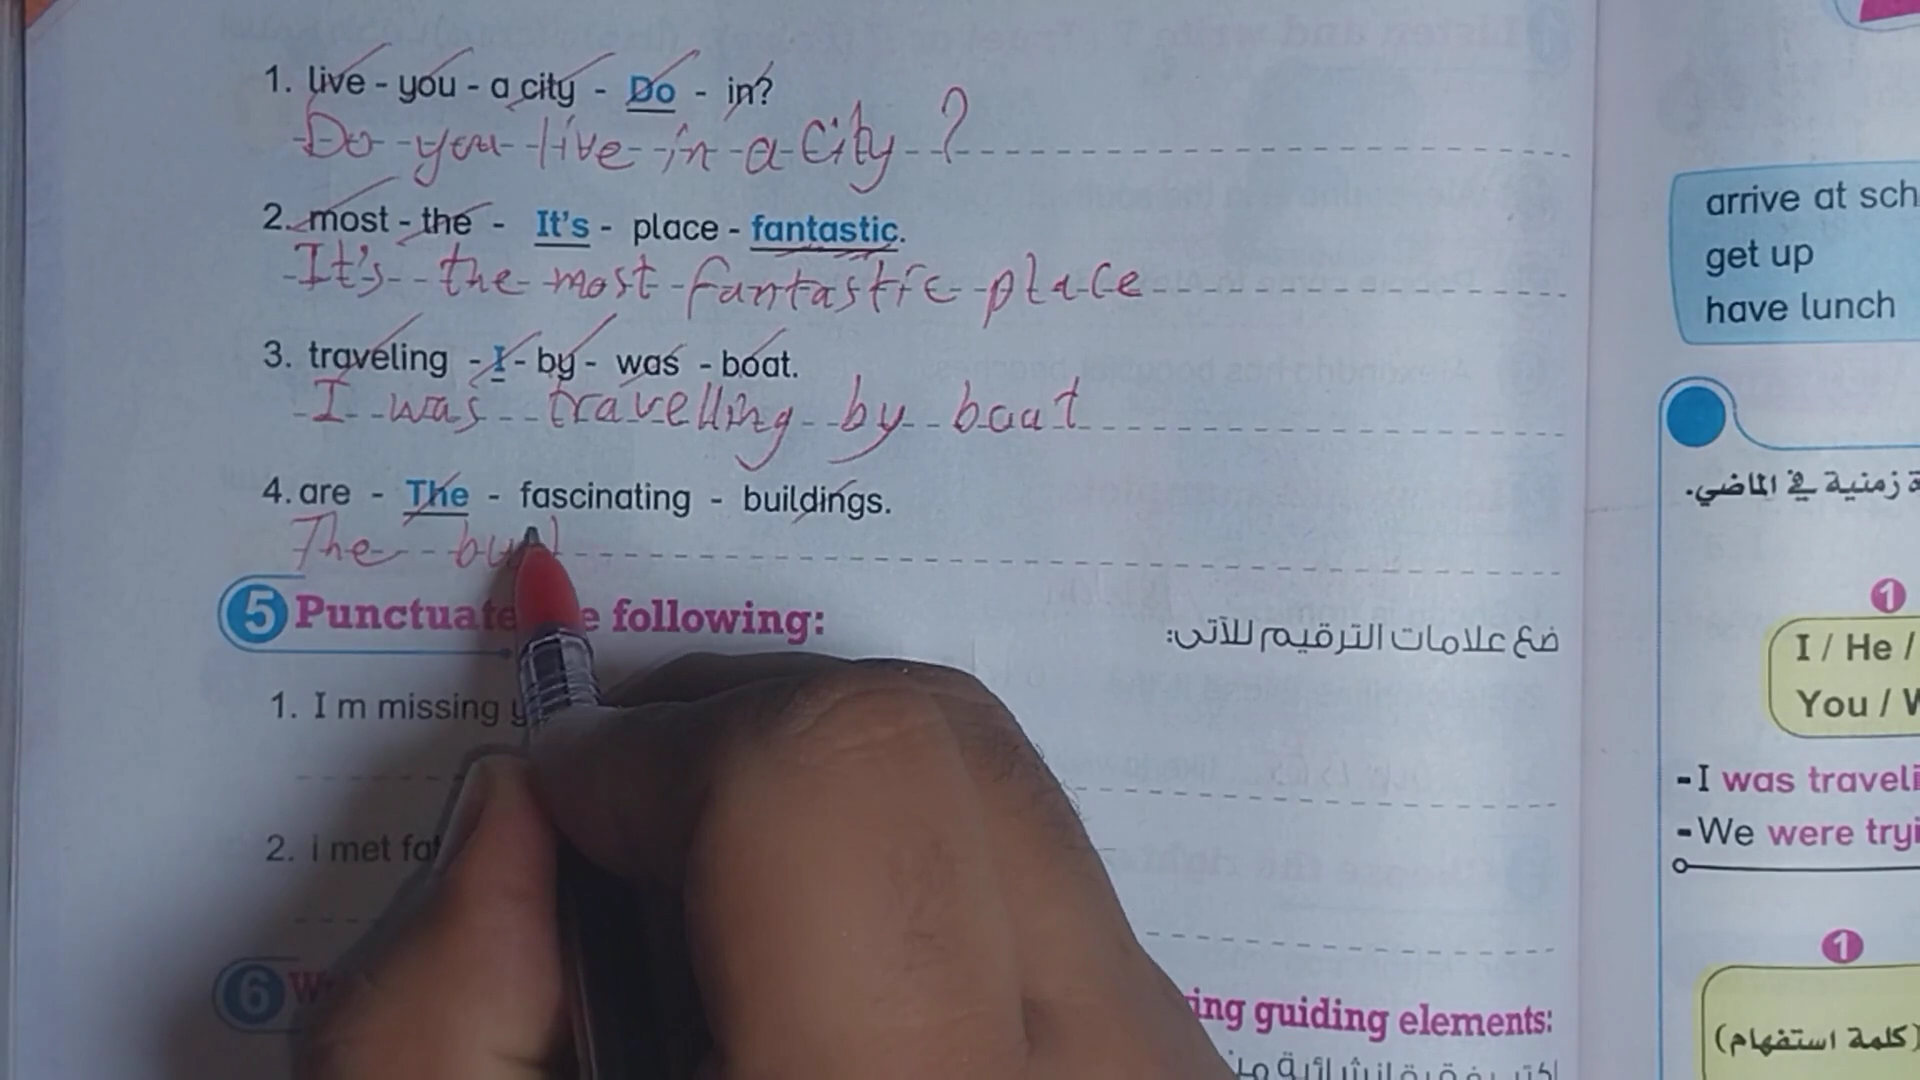 1. live - you - a city - Do - in?
Do you live in a city ?
2. most - the - It's - place - fantastic.
It's the most fantastic place
3. traveling - I - by - was - boat.
I was travelling by boat
4. are - The - fascinating - buildings.
The bui
5 Punctuate following:
ضع علامات الترقيم للآتى:
1. I m missing
2. i met
6
ing guiding elements:
arrive at sch
get up
have lunch
زمنية في الماضي.
1
I / He /
You / W
-I was traveli
-We were tryi
1
(كلمة استفهام)